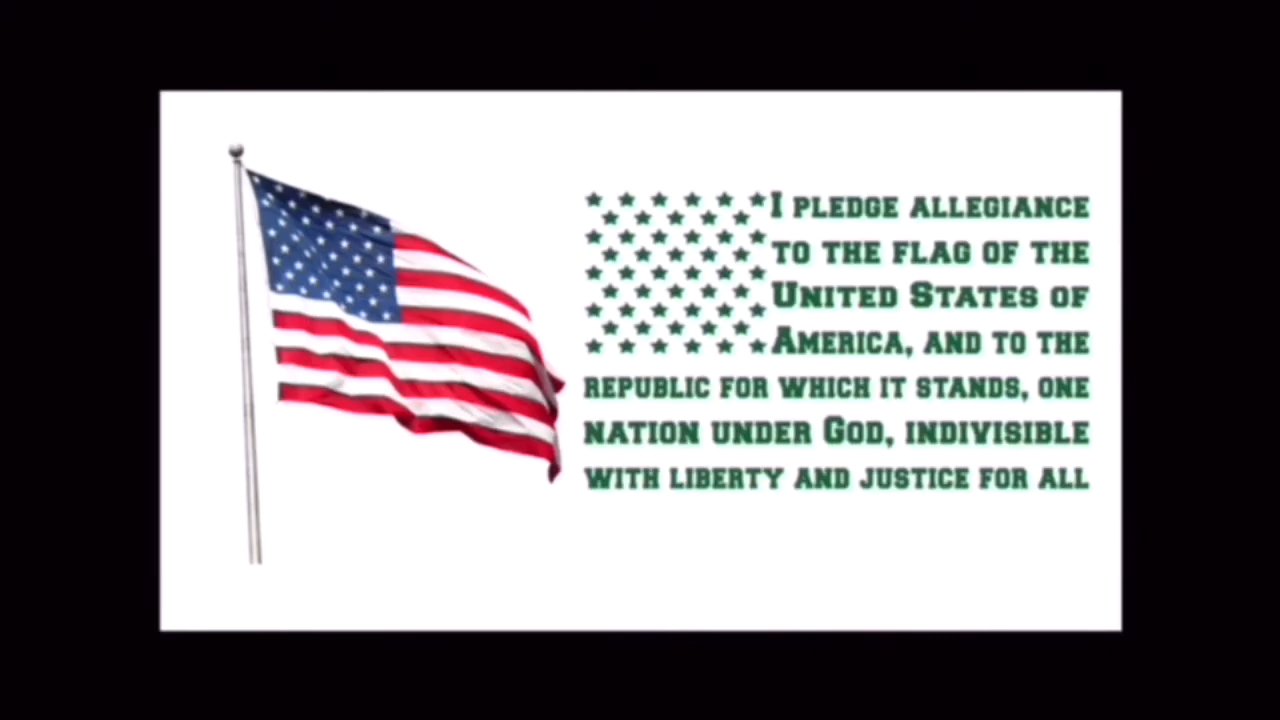 I PLEDGE ALLEGIANCE
TO THE FLAG OF THE
UNITED STATES OF
AMERICA, AND TO THE
REPUBLIC FOR WHICH IT STANDS, ONE
NATION UNDER GOD, INDIVISIBLE
WITH LIBERTY AND JUSTICE FOR ALL